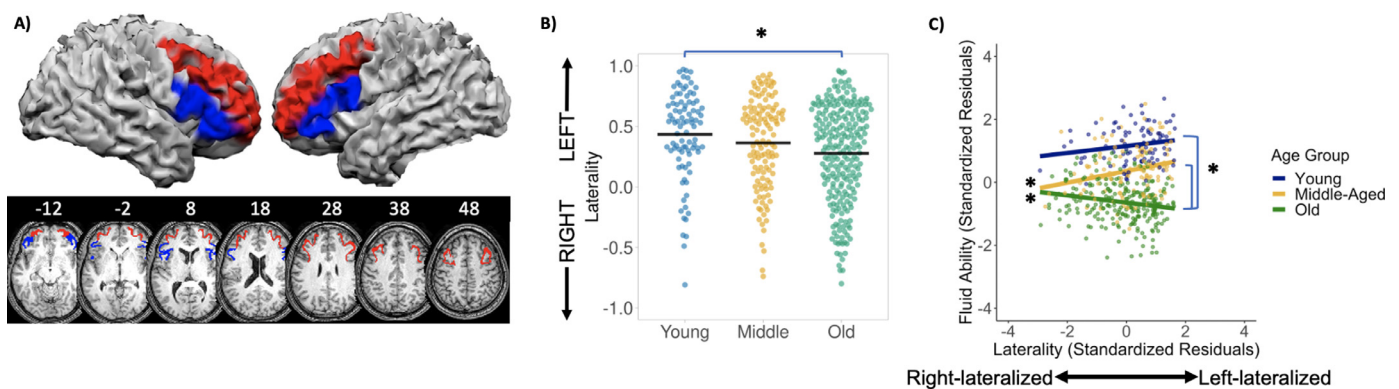 A)
-12 -2 8 18 28 38 48
B)
*
LEFT
RIGHT
Laterality
1.0
0.5
0.0
-0.5
-1.0
Young Middle Old
C)
Fluid Ability (Standardized Residuals)
4
2
0
-2
-4
*
*
*
Age Group
Young
Middle-Aged
Old
-4 -2 0 2 4
Laterality (Standardized Residuals)
Right-lateralized Left-lateralized